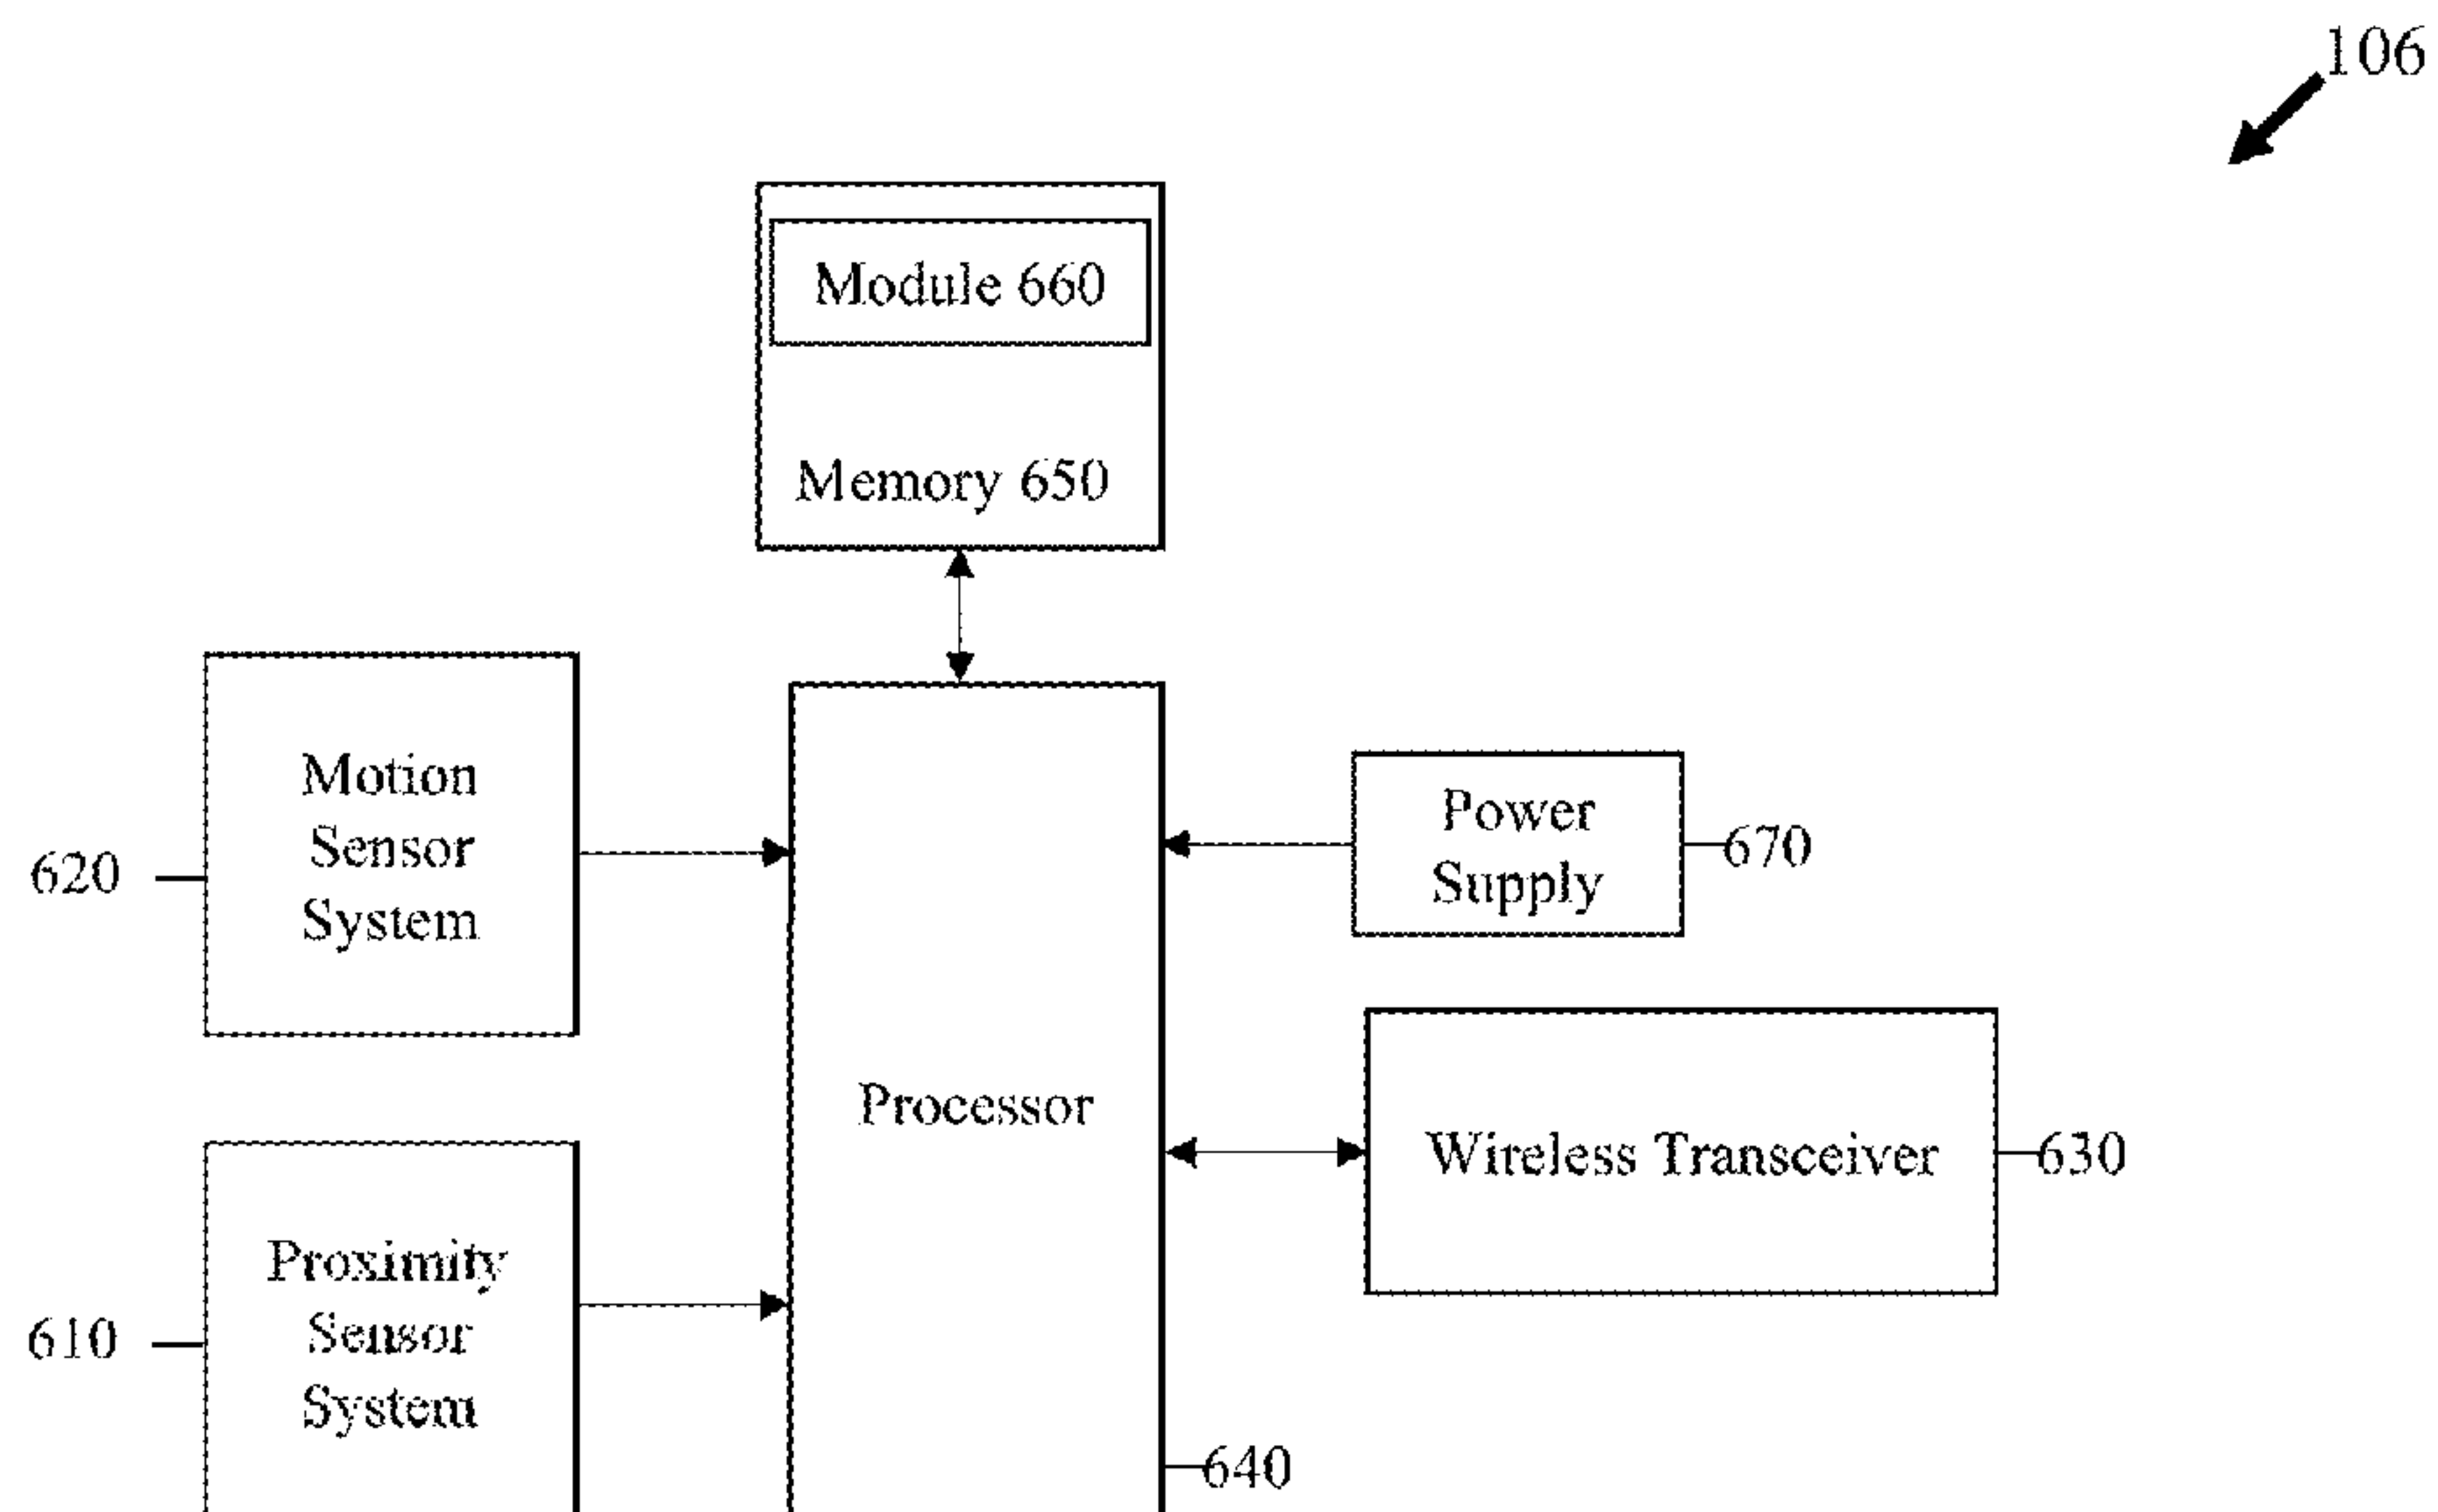 106
Module 660
Memory 650
Motion
Sensor
System
620
Power
Supply
670
Processor
Wireless Transceiver
630
Proximity
Sensor
System
610
640